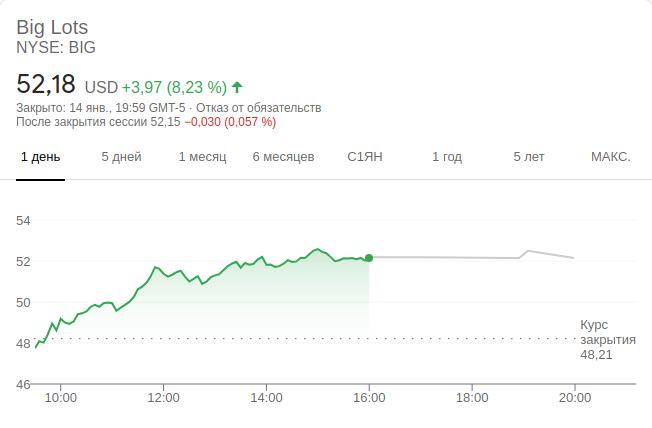 Big Lots
NYSE: BIG
52,18 USD +3,97 (8,23 %)
Закрыто: 14 янв., 19:59 GMT-5 · Отказ от обязательств
После закрытия сессии 52,15 −0,030 (0,057 %)
1 день 5 дней 1 месяц 6 месяцев С1ЯН 1 год 5 лет МАКС.
54
52
50
48
46
Курс
закрытия
48,21
10:00 12:00 14:00 16:00 18:00 20:00